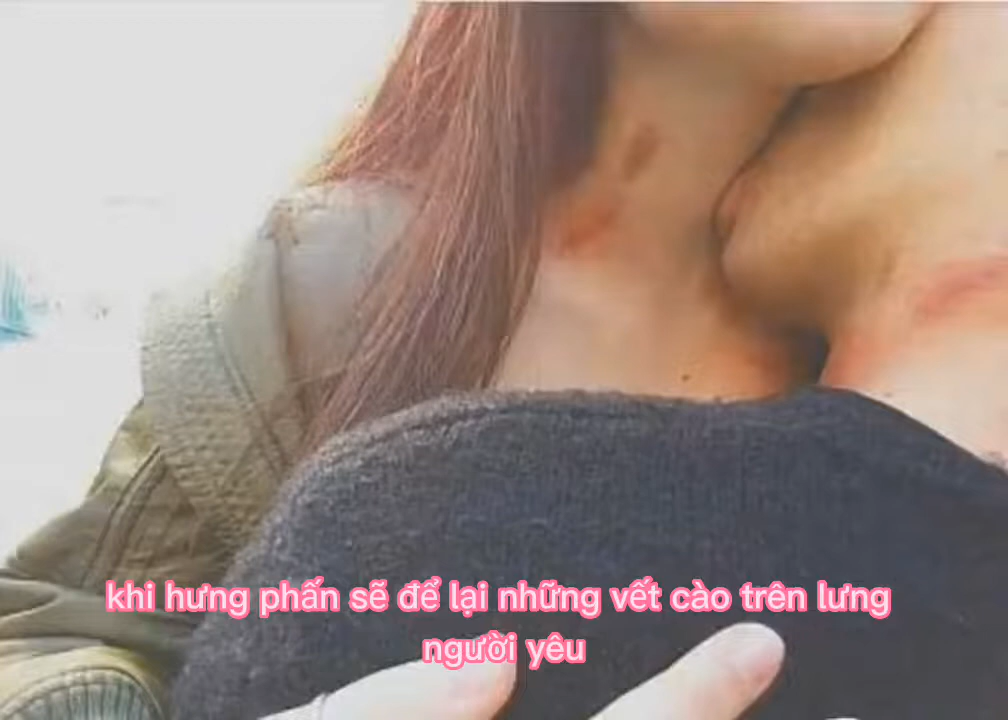 khi hưng phấn sẽ để lại những vết cào trên lưng
người yêu